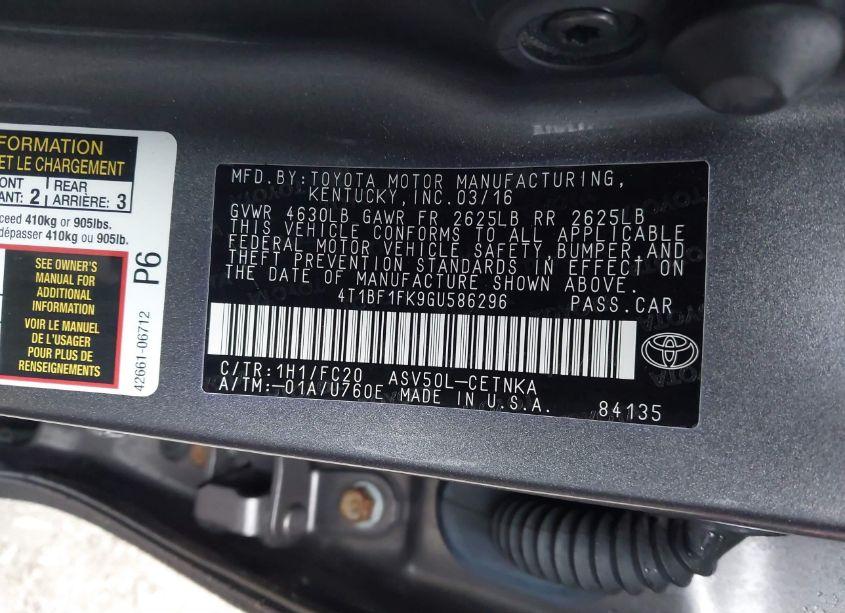 FORMATION
ET LE CHARGEMENT
ONT
ANT: 2
REAR
ARRIÈRE: 3
ceed 410kg or 905lbs.
dépasser 410kg ou 905lb.
SEE OWNER'S
MANUAL FOR
ADDITIONAL
INFORMATION
VOIR LE MANUEL
DE L'USAGER
POUR PLUS DE
RENSEIGNEMENTS
P6
42661-06712
MFD. BY: TOYOTA MOTOR MANUFACTURING,
KENTUCKY, INC. 03/16
GVWR 4630LB GAWR FR 2625LB RR 2625LB
THIS VEHICLE CONFORMS TO ALL APPLICABLE
FEDERAL MOTOR VEHICLE SAFETY, BUMPER, AND
THEFT PREVENTION STANDARDS IN EFFECT ON
THE DATE OF MANUFACTURE SHOWN ABOVE.
4T1BF1FK9GU586296 PASS.CAR
C/TR: 1H1/FC20 ASV50L-CETNKA
A/TM:-01A/U760E MADE IN U.S.A. 84135